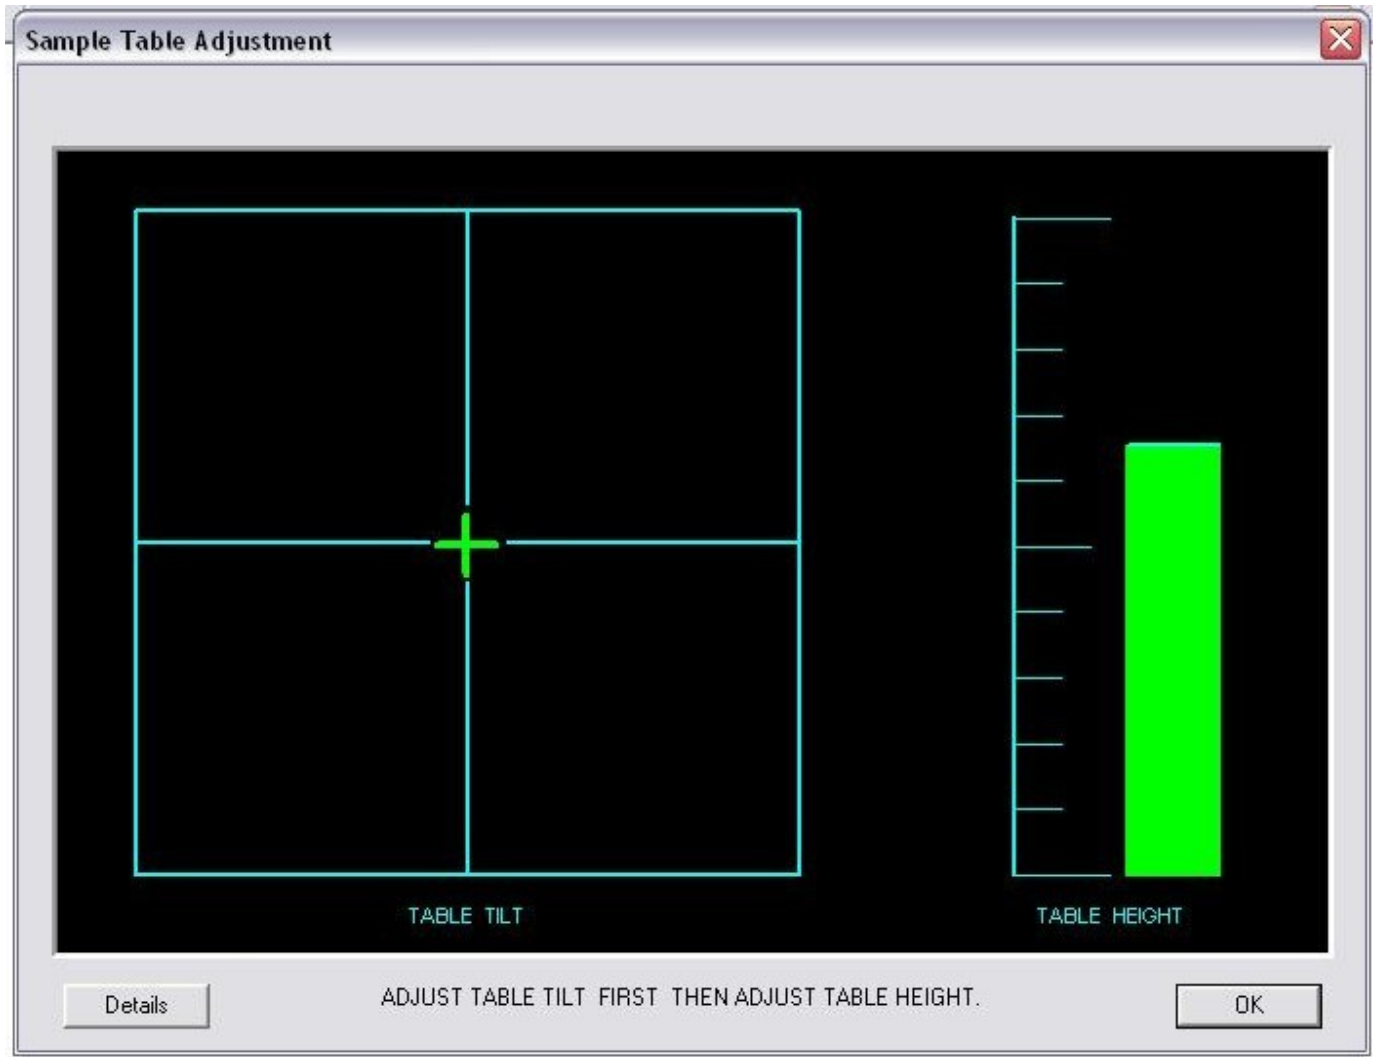 Sample Table Adjustment
TABLE TILT
TABLE HEIGHT
Details
ADJUST TABLE TILT FIRST THEN ADJUST TABLE HEIGHT.
OK